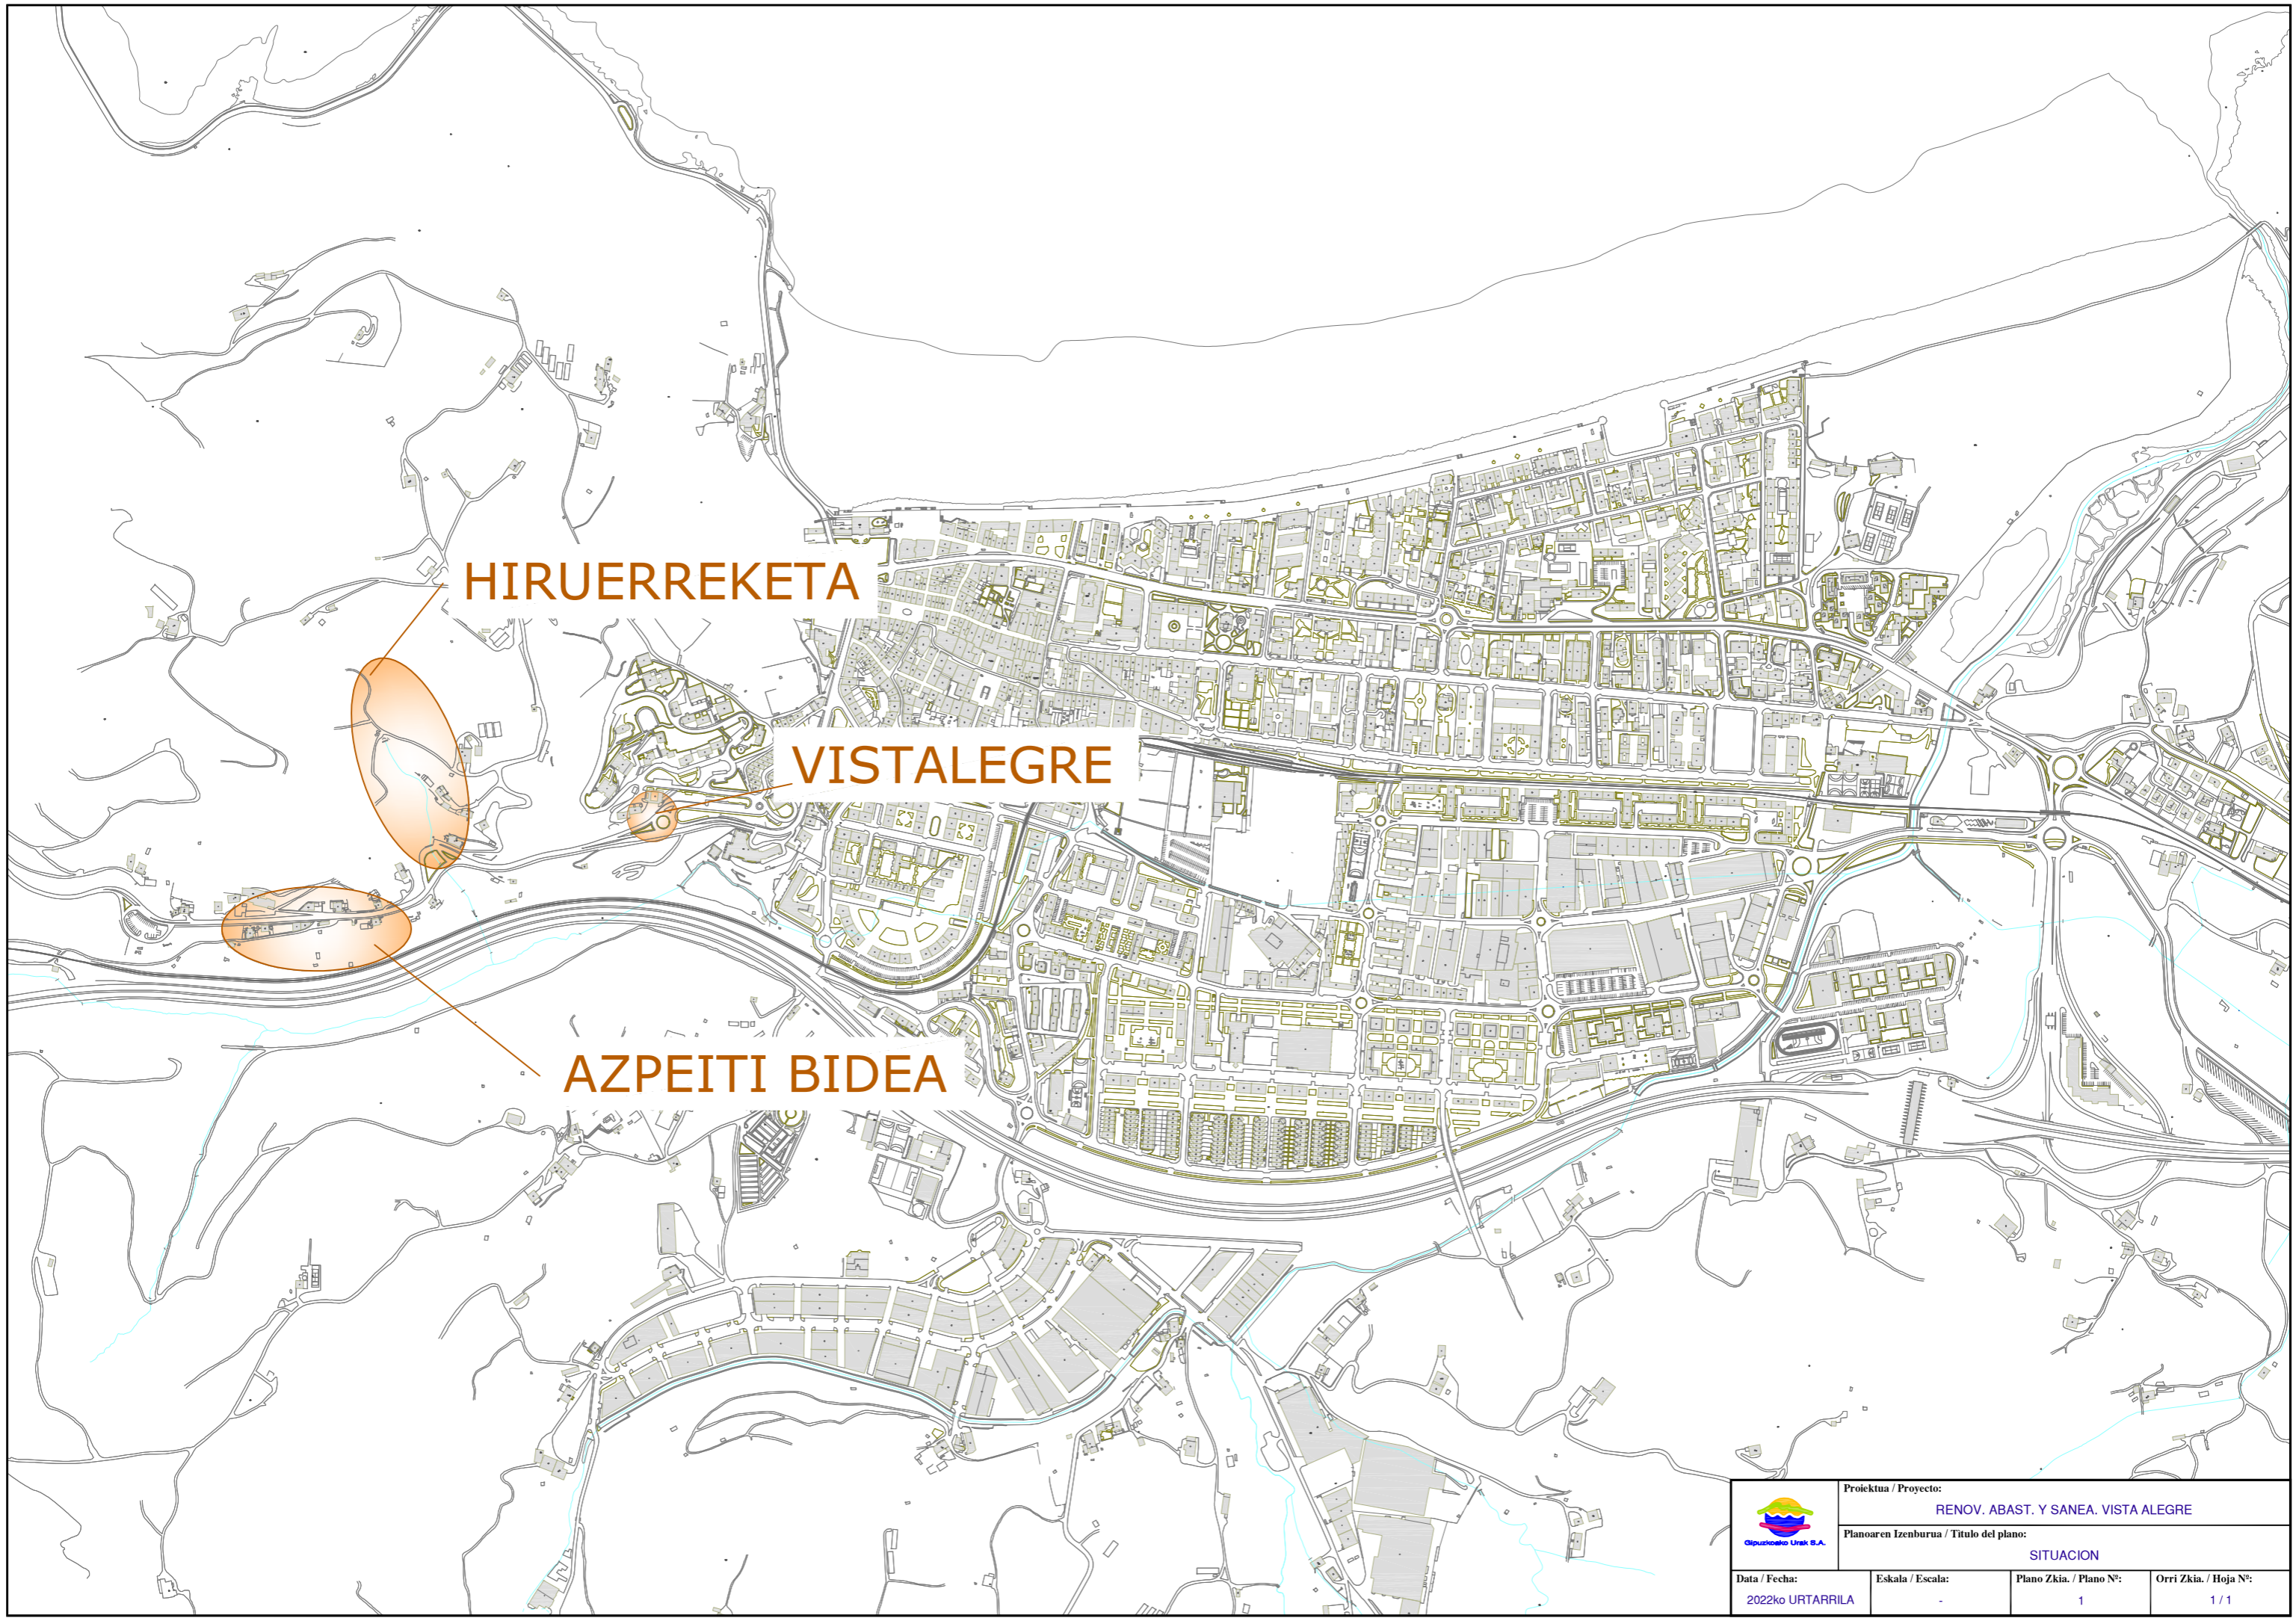 HIRUERREKETA
VISTALEGRE
AZPEITI BIDEA
Proiektua / Proyecto:
RENOV. ABAST. Y SANEA. VISTA ALEGRE
Planoaren Izenburua / Titulo del plano:
SITUACION
Gipuzkoako Urak S.A.
Data / Fecha:
2022ko URTARRILA
Eskala / Escala:
-
Plano Zkia. / Plano Nº:
1
Orri Zkia. / Hoja Nº:
1 / 1